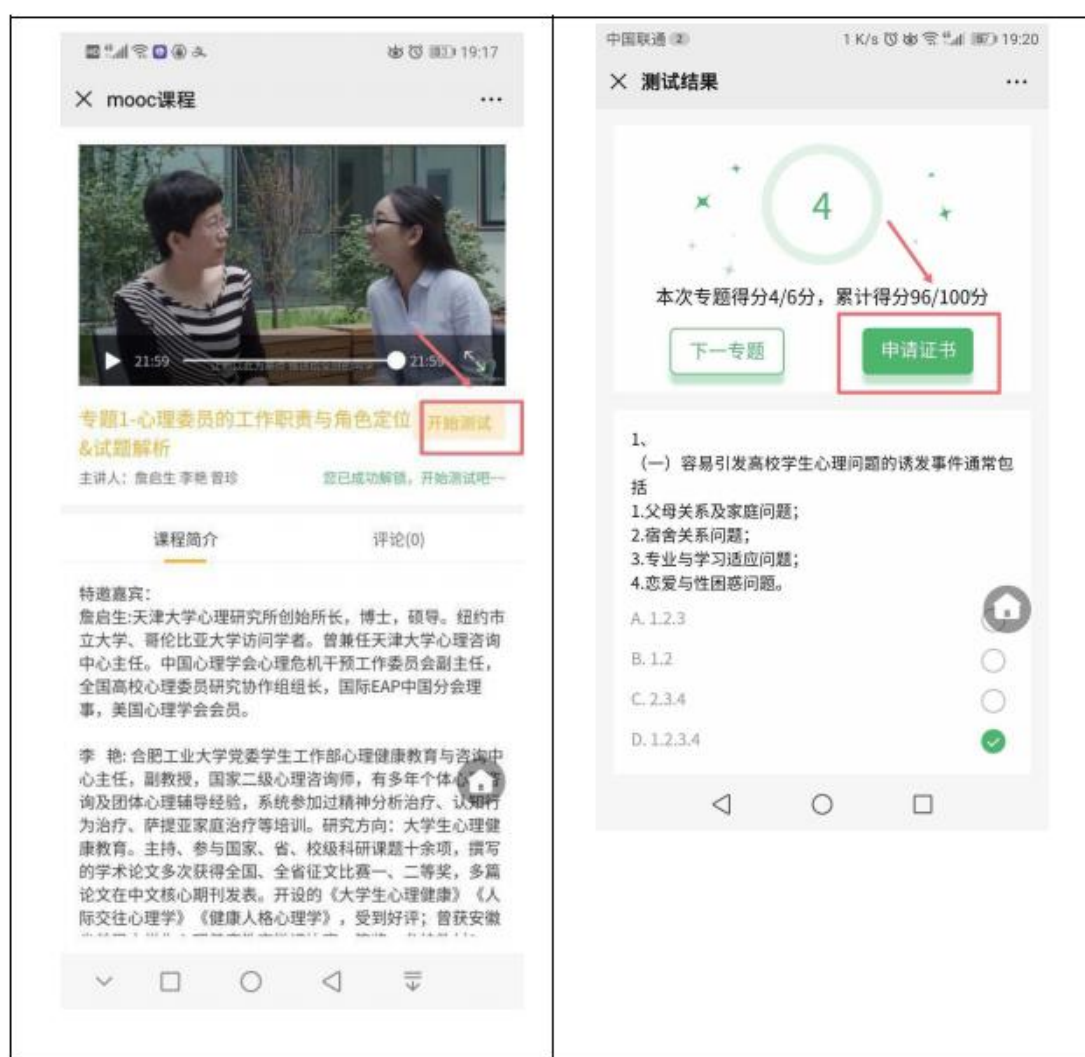 19:17
mooc课程
21:59
21:59
专题1-心理委员的工作职责与角色定位
开始测试
&试题解析
主讲人：詹启生 李艳 曾珍
您已成功解锁，开始测试吧~~
课程简介
评论(0)
特邀嘉宾：
詹启生:天津大学心理研究所创始所长，博士，硕导。纽约市
立大学、哥伦比亚大学访问学者。曾兼任天津大学心理咨询
中心主任。中国心理学会心理危机干预工作委员会副主任，
全国高校心理委员研究协作组组长，国际EAP中国分会理
事，美国心理学会会员。
李 艳: 合肥工业大学党委学生工作部心理健康教育与咨询中
心主任，副教授，国家二级心理咨询师，有多年个体心
询及团体心理辅导经验，系统参加过精神分析治疗、认知行
为治疗、萨提亚家庭治疗等培训。研究方向：大学生心理健
康教育。主持、参与国家、省、校级科研课题十余项，撰写
的学术论文多次获得全国、全省征文比赛一、二等奖，多篇
论文在中文核心期刊发表。开设的《大学生心理健康》《人
际交往心理学》《健康人格心理学》，受到好评；曾获安徽
中国联通
1 K/s
19:20
测试结果
4
本次专题得分4/6分，累计得分96/100分
下一专题
申请证书
1、
（一）容易引发高校学生心理问题的诱发事件通常包
括
1.父母关系及家庭问题；
2.宿舍关系问题；
3.专业与学习适应问题；
4.恋爱与性困惑问题。
A. 1.2.3
B. 1.2
C. 2.3.4
D. 1.2.3.4